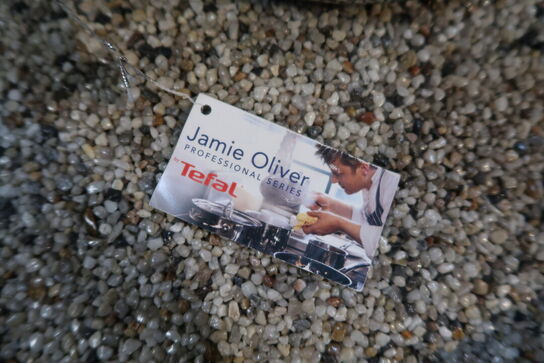 Jamie Oliver
PROFESSIONAL SERIES
by Tefal